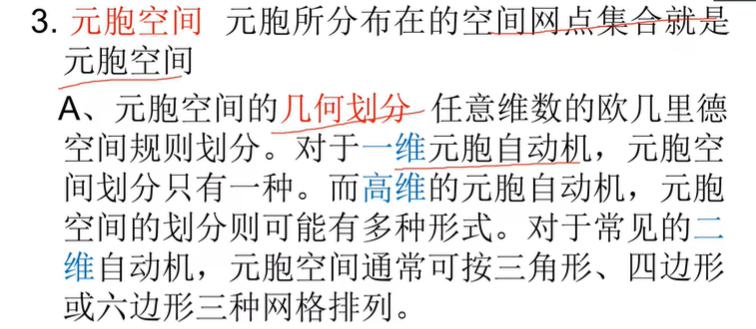 3. 元胞空间 元胞所分布在的空间网点集合就是
元胞空间
A、元胞空间的几何划分 任意维数的欧几里德
空间规则划分。对于一维元胞自动机，元胞空
间划分只有一种。而高维的元胞自动机，元胞
空间的划分则可能有多种形式。对于常见的二
维自动机，元胞空间通常可按三角形、四边形
或六边形三种网格排列。